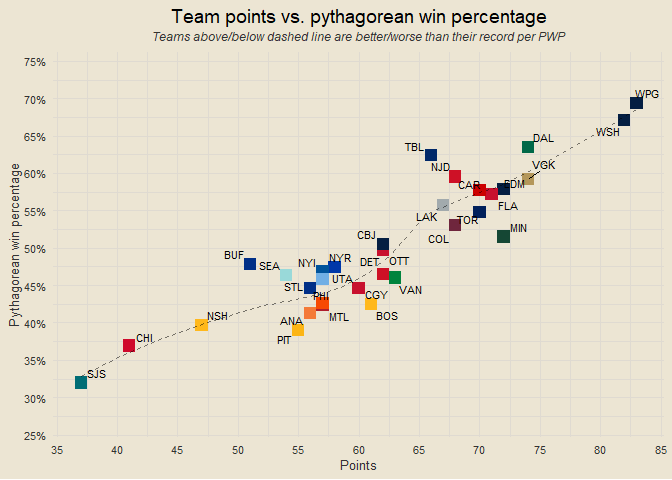 Team points vs. pythagorean win percentage
Teams above/below dashed line are better/worse than their record per PWP
Pythagorean win percentage
75%
70%
65%
60%
55%
50%
45%
40%
35%
30%
25%
WPG
WSH
DAL
TBL
NJD
VGK
CAR
EDM
FLA
LAK
TOR
COL
MIN
CBJ
DET
OTT
BUF
SEA
NYI
NYR
UTA
VAN
STL
PHI
CGY
ANA
MTL
BOS
PIT
NSH
CHI
SJS
35 40 45 50 55 60 65 70 75 80 85
Points